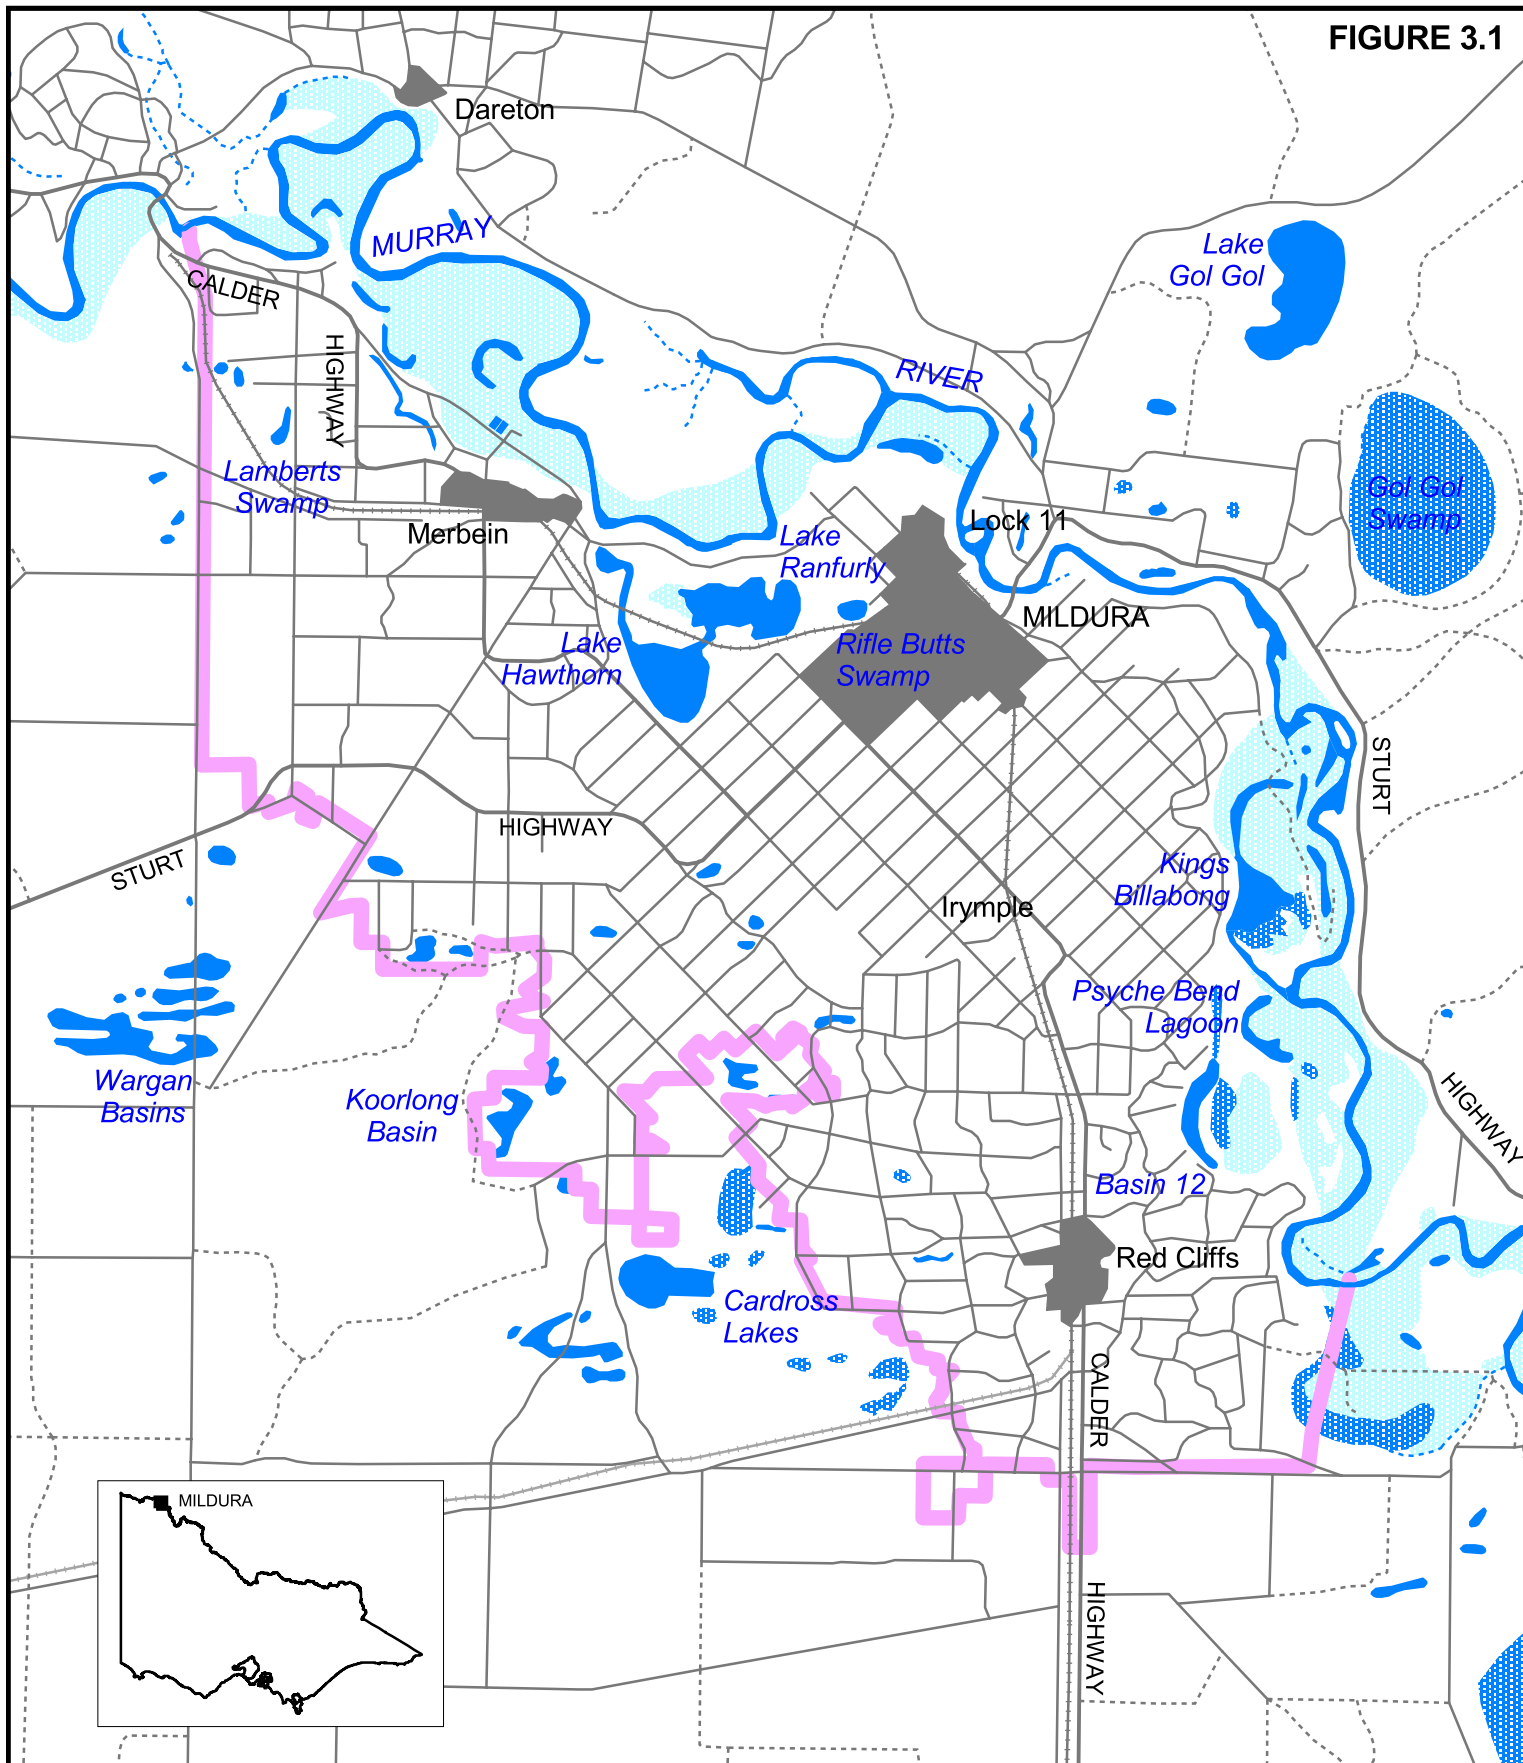 FIGURE 3.1
Dareton
MURRAY
Lake
Gol Gol
CALDER
HIGHWAY
RIVER
Lamberts
Swamp
Gol Gol
Swamp
Merbein
Lock 11
Lake
Ranfurly
MILDURA
Lake
Hawthorn
Rifle Butts
Swamp
STURT
HIGHWAY
STURT
Kings
Billabong
Irymple
Psyche Bend
Lagoon
Wargan
Basins
Koorlong
Basin
HIGHWAY
Basin 12
Red Cliffs
Cardross
Lakes
CALDER
HIGHWAY
MILDURA